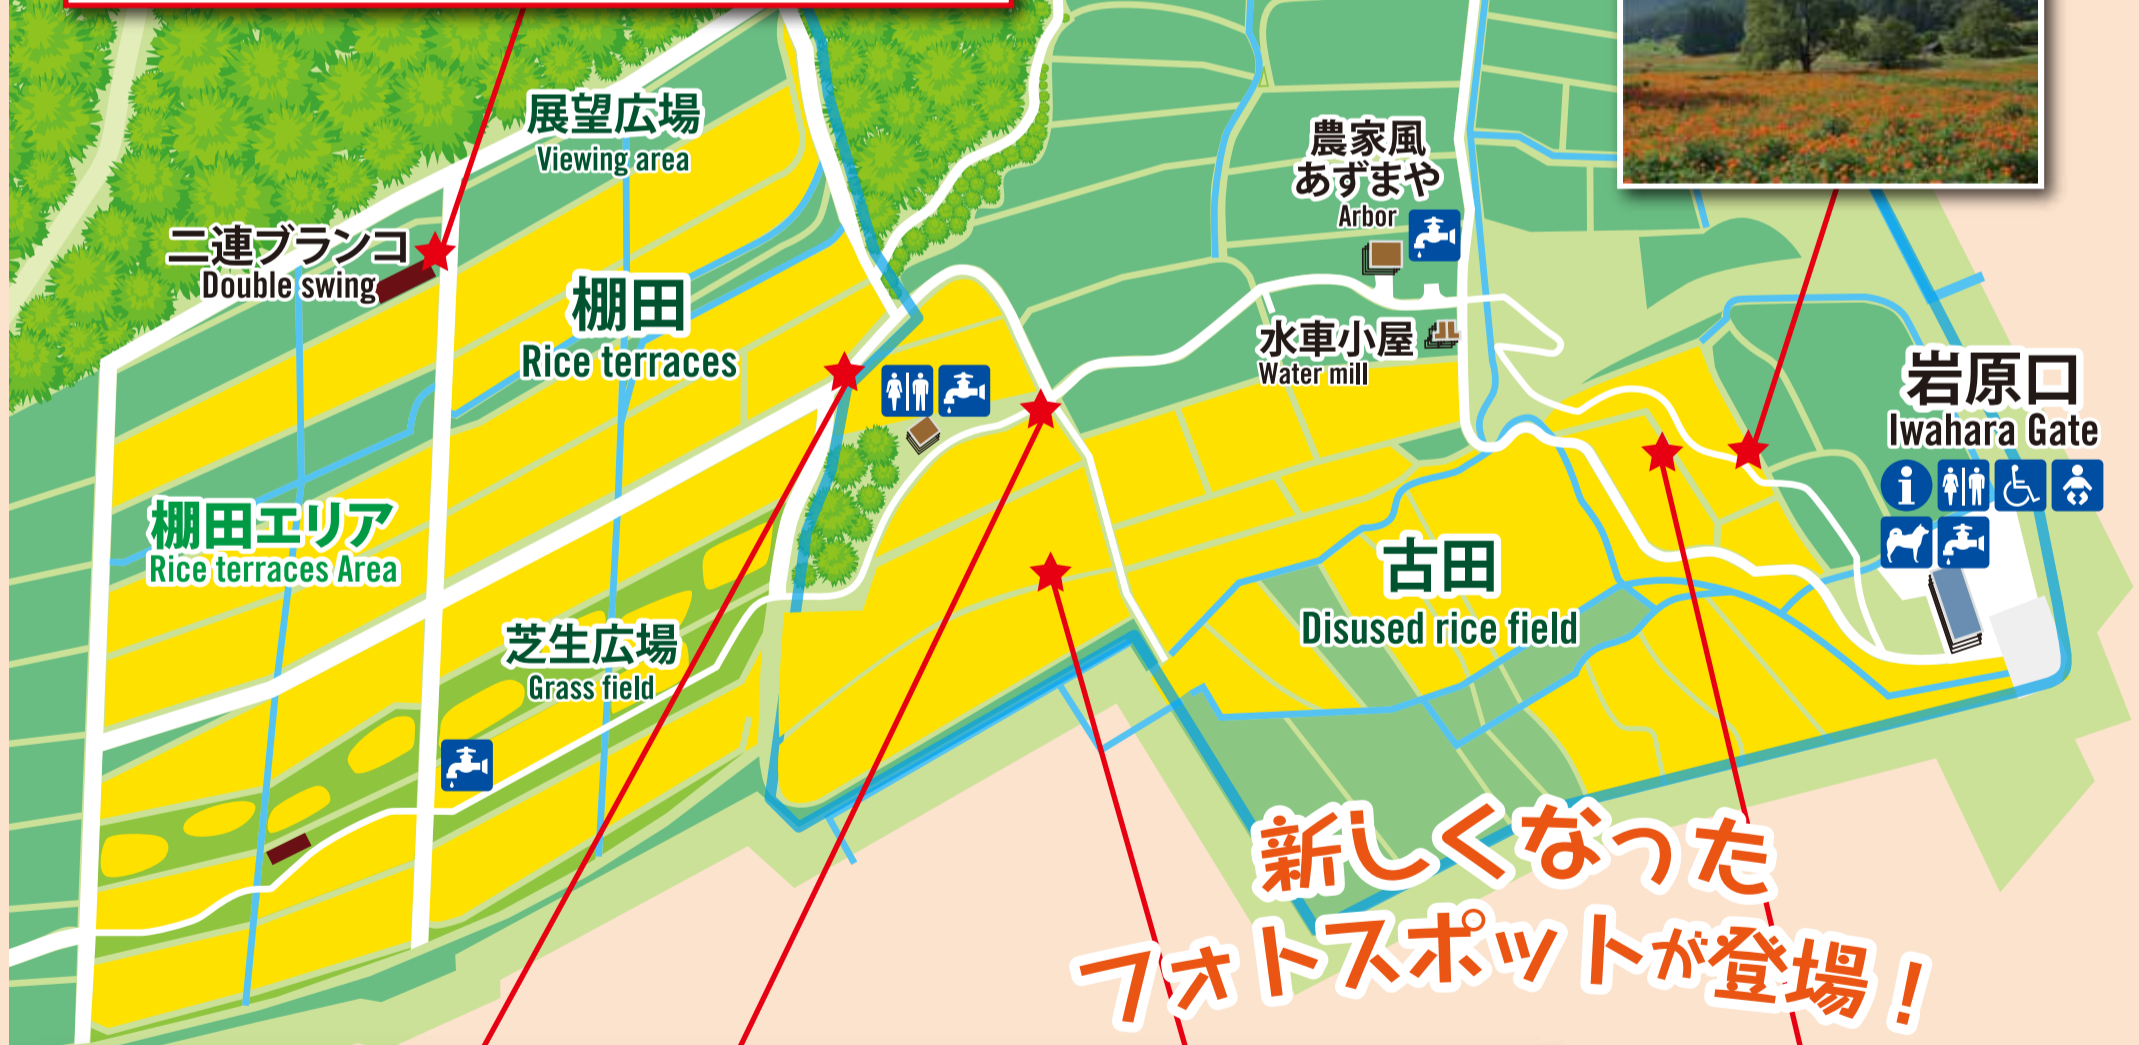 展望広場
Viewing area
農家風
あずまや
Arbor
二連ブランコ
Double swing
棚田
Rice terraces
水車小屋
Water mill
岩原口
Iwahara Gate
棚田エリア
Rice terraces Area
古田
Disused rice field
芝生広場
Grass field
新しくなった
フォトスポットが登場！